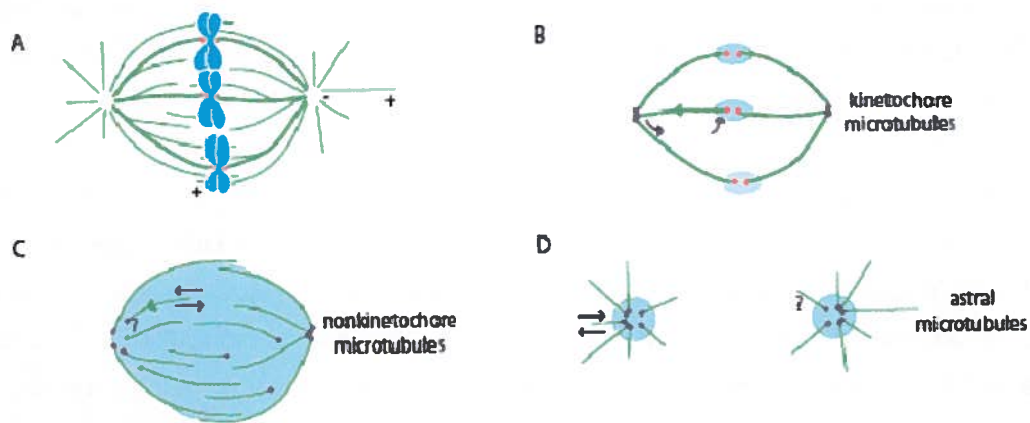 A
B
+
-
+
kinetochore
microtubules
C
D
?
nonkinetochore
microtubules
?
astral
microtubules